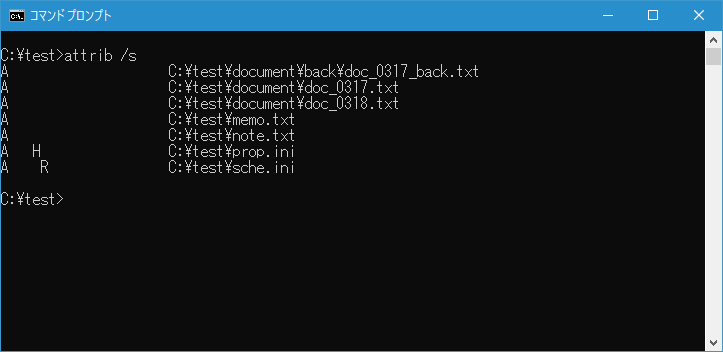 コマンド プロンプト
C:¥test>attrib /s
A                    C:¥test¥document¥back¥doc_0317_back.txt
A                    C:¥test¥document¥doc_0317.txt
A                    C:¥test¥document¥doc_0318.txt
A                    C:¥test¥memo.txt
A                    C:¥test¥note.txt
A   H                C:¥test¥prop.ini
A    R               C:¥test¥sche.ini
C:¥test>